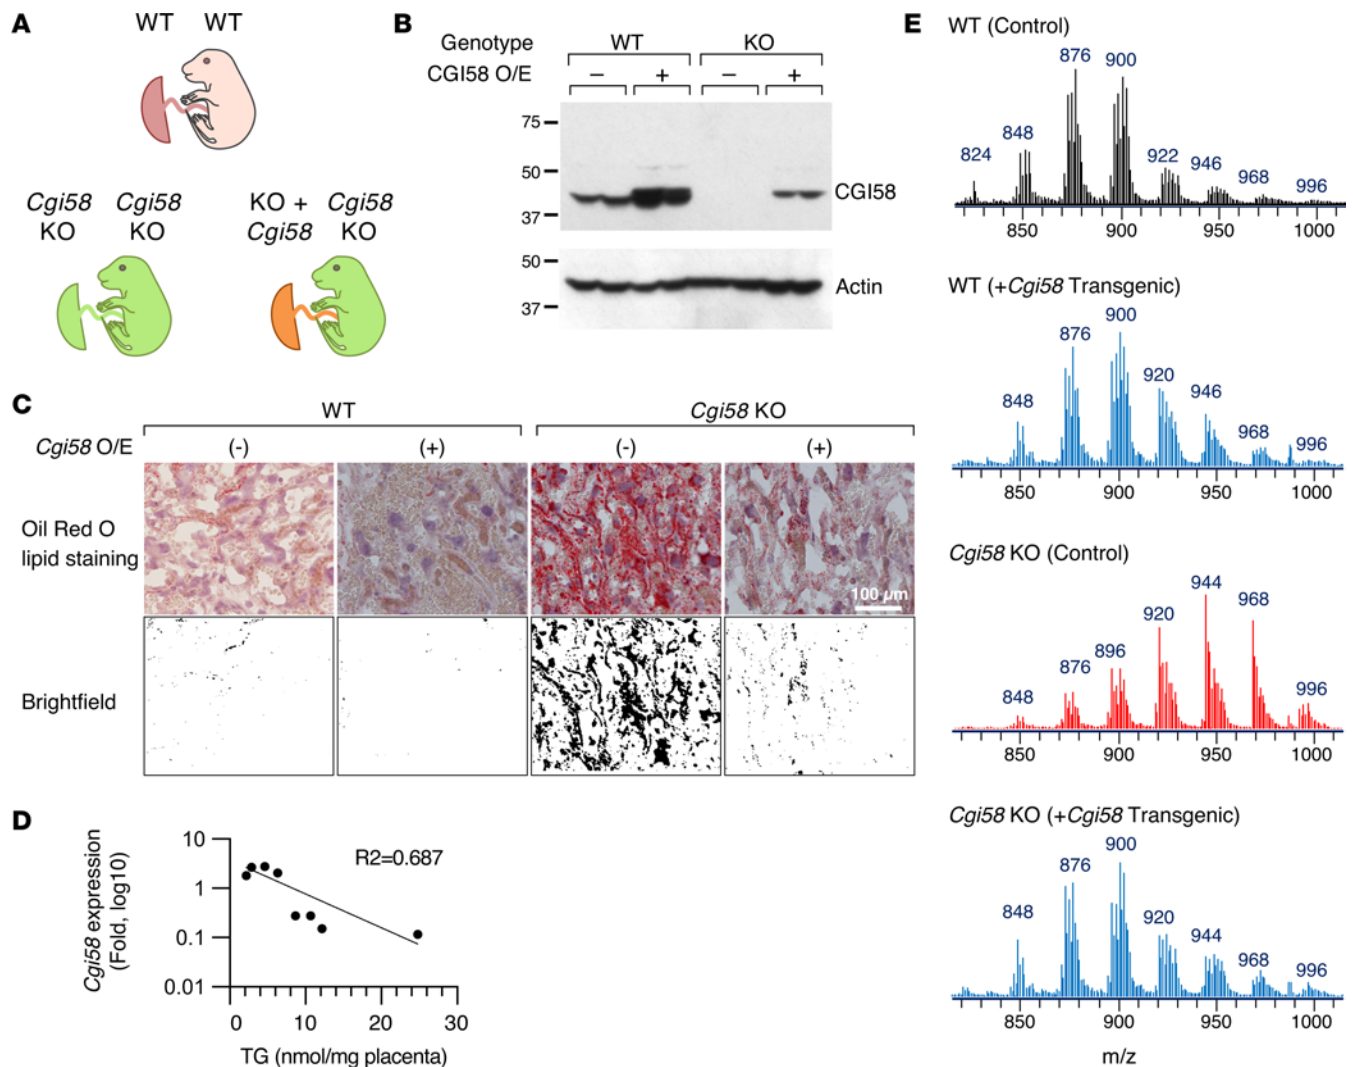 A
WT WT
Cgi58 KO
Cgi58 KO
KO + Cgi58
Cgi58 KO
B
Genotype WT KO
CGI58 O/E − + − +
75
50
37
CGI58
50
37
Actin
C
WT Cgi58 KO
Cgi58 O/E (-) (+) (-) (+)
Oil Red O
lipid staining
100 µm
Brightfield
D
Cgi58 expression
(Fold, log10)
10
1
0.1
0.01
R2=0.687
0 10 20 30
TG (nmol/mg placenta)
E
WT (Control)
824 848 876 900 922 946 968 996
850 900 950 1000
WT (+Cgi58 Transgenic)
848 876 900 920 946 968 996
850 900 950 1000
Cgi58 KO (Control)
848 876 896 920 944 968 996
850 900 950 1000
Cgi58 KO (+Cgi58 Transgenic)
848 876 900 920 944 968 996
850 900 950 1000
m/z